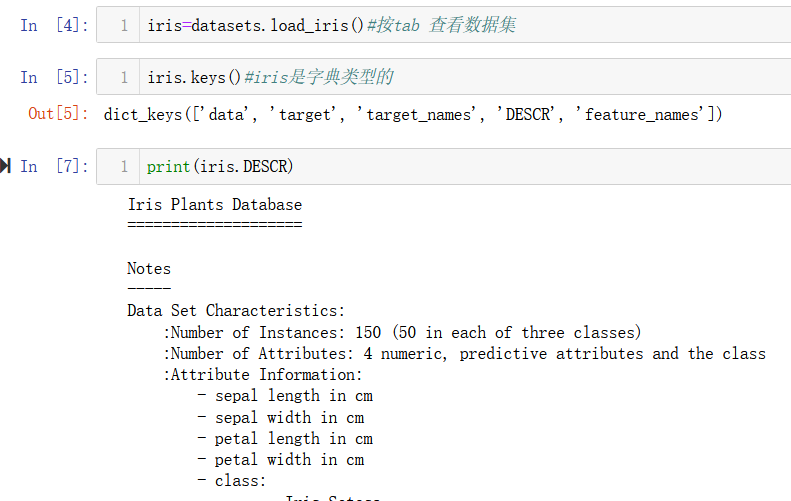 In [4]: 1 iris=datasets.load_iris()#按tab 查看数据集
In [5]: 1 iris.keys()#iris是字典类型的
Out[5]: dict_keys(['data', 'target', 'target_names', 'DESCR', 'feature_names'])
In [7]: 1 print(iris.DESCR)
Iris Plants Database
====================
Notes
-----
Data Set Characteristics:
:Number of Instances: 150 (50 in each of three classes)
:Number of Attributes: 4 numeric, predictive attributes and the class
:Attribute Information:
- sepal length in cm
- sepal width in cm
- petal length in cm
- petal width in cm
- class: